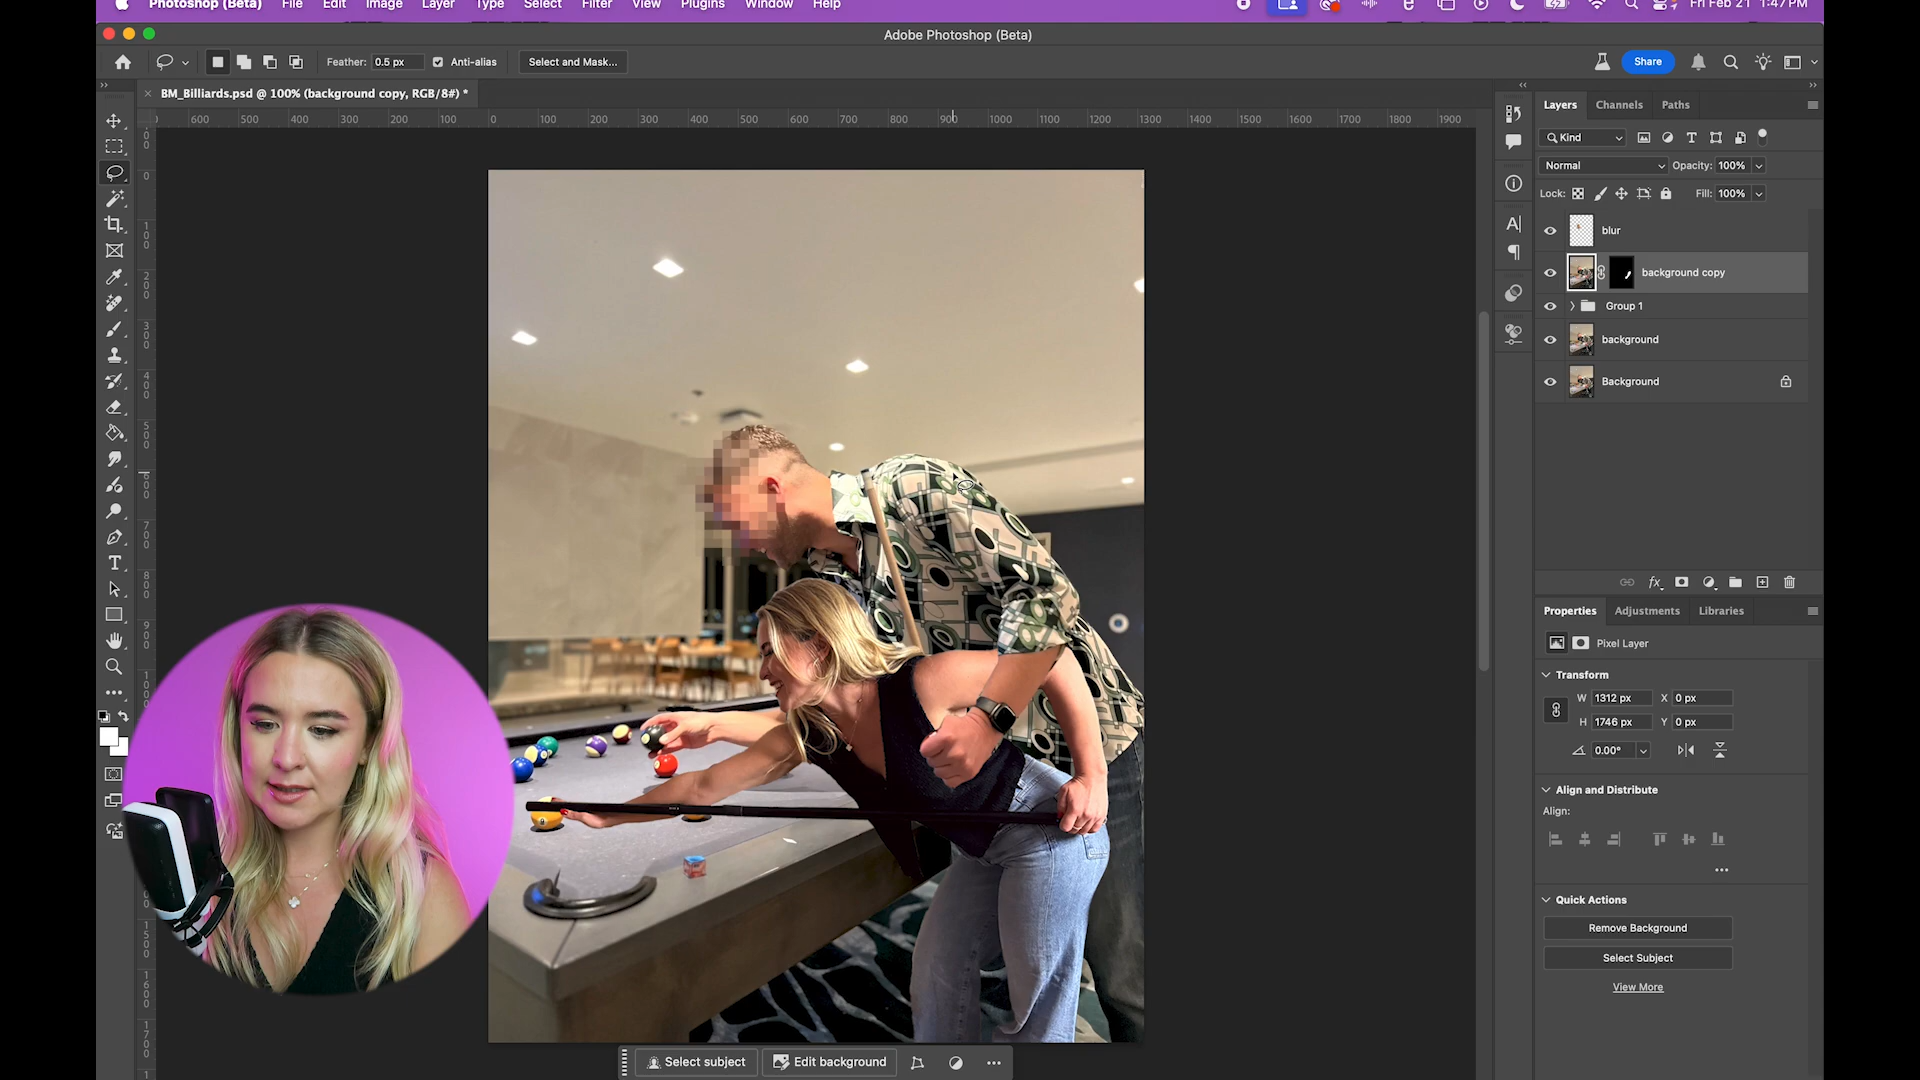 Photoshop (Beta) File Edit Image Layer Type Select Filter View Plugins Window Help Fri Feb 21 1:47 PM
Adobe Photoshop (Beta)
Feather: 0.5 px Anti-alias Select and Mask... Share
BM_Billiards.psd @ 100% (background copy, RGB/8#) *
600 500 400 300 200 100 0 100 200 300 400 500 600 700 800 900 1000 1100 1200 1300 1400 1500 1600 1700 1800 1900
Layers Channels Paths
Kind
Normal Opacity: 100%
Lock: Fill: 100%
blur
background copy
Group 1
background
Background
Properties Adjustments Libraries
Pixel Layer
Transform
W 1312 px X 0 px
H 1746 px Y 0 px
0.00°
Align and Distribute
Align:
Quick Actions
Remove Background
Select Subject
View More
Select subject Edit background